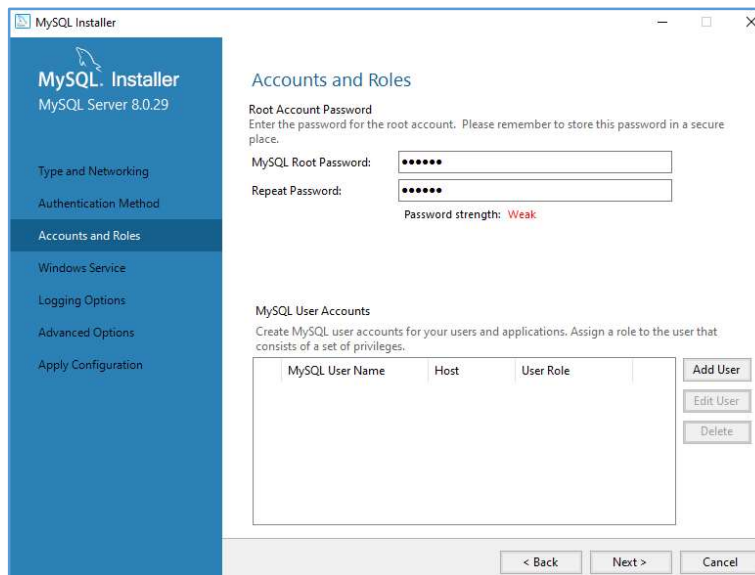 MySQL Installer
MySQL. Installer
MySQL Server 8.0.29
Type and Networking
Authentication Method
Accounts and Roles
Windows Service
Logging Options
Advanced Options
Apply Configuration
Accounts and Roles
Root Account Password
Enter the password for the root account. Please remember to store this password in a secure
place.
MySQL Root Password: ●●●●●●
Repeat Password: ●●●●●●
Password strength: Weak
MySQL User Accounts
Create MySQL user accounts for your users and applications. Assign a role to the user that
consists of a set of privileges.
MySQL User Name Host User Role
Add User
Edit User
Delete
< Back Next > Cancel